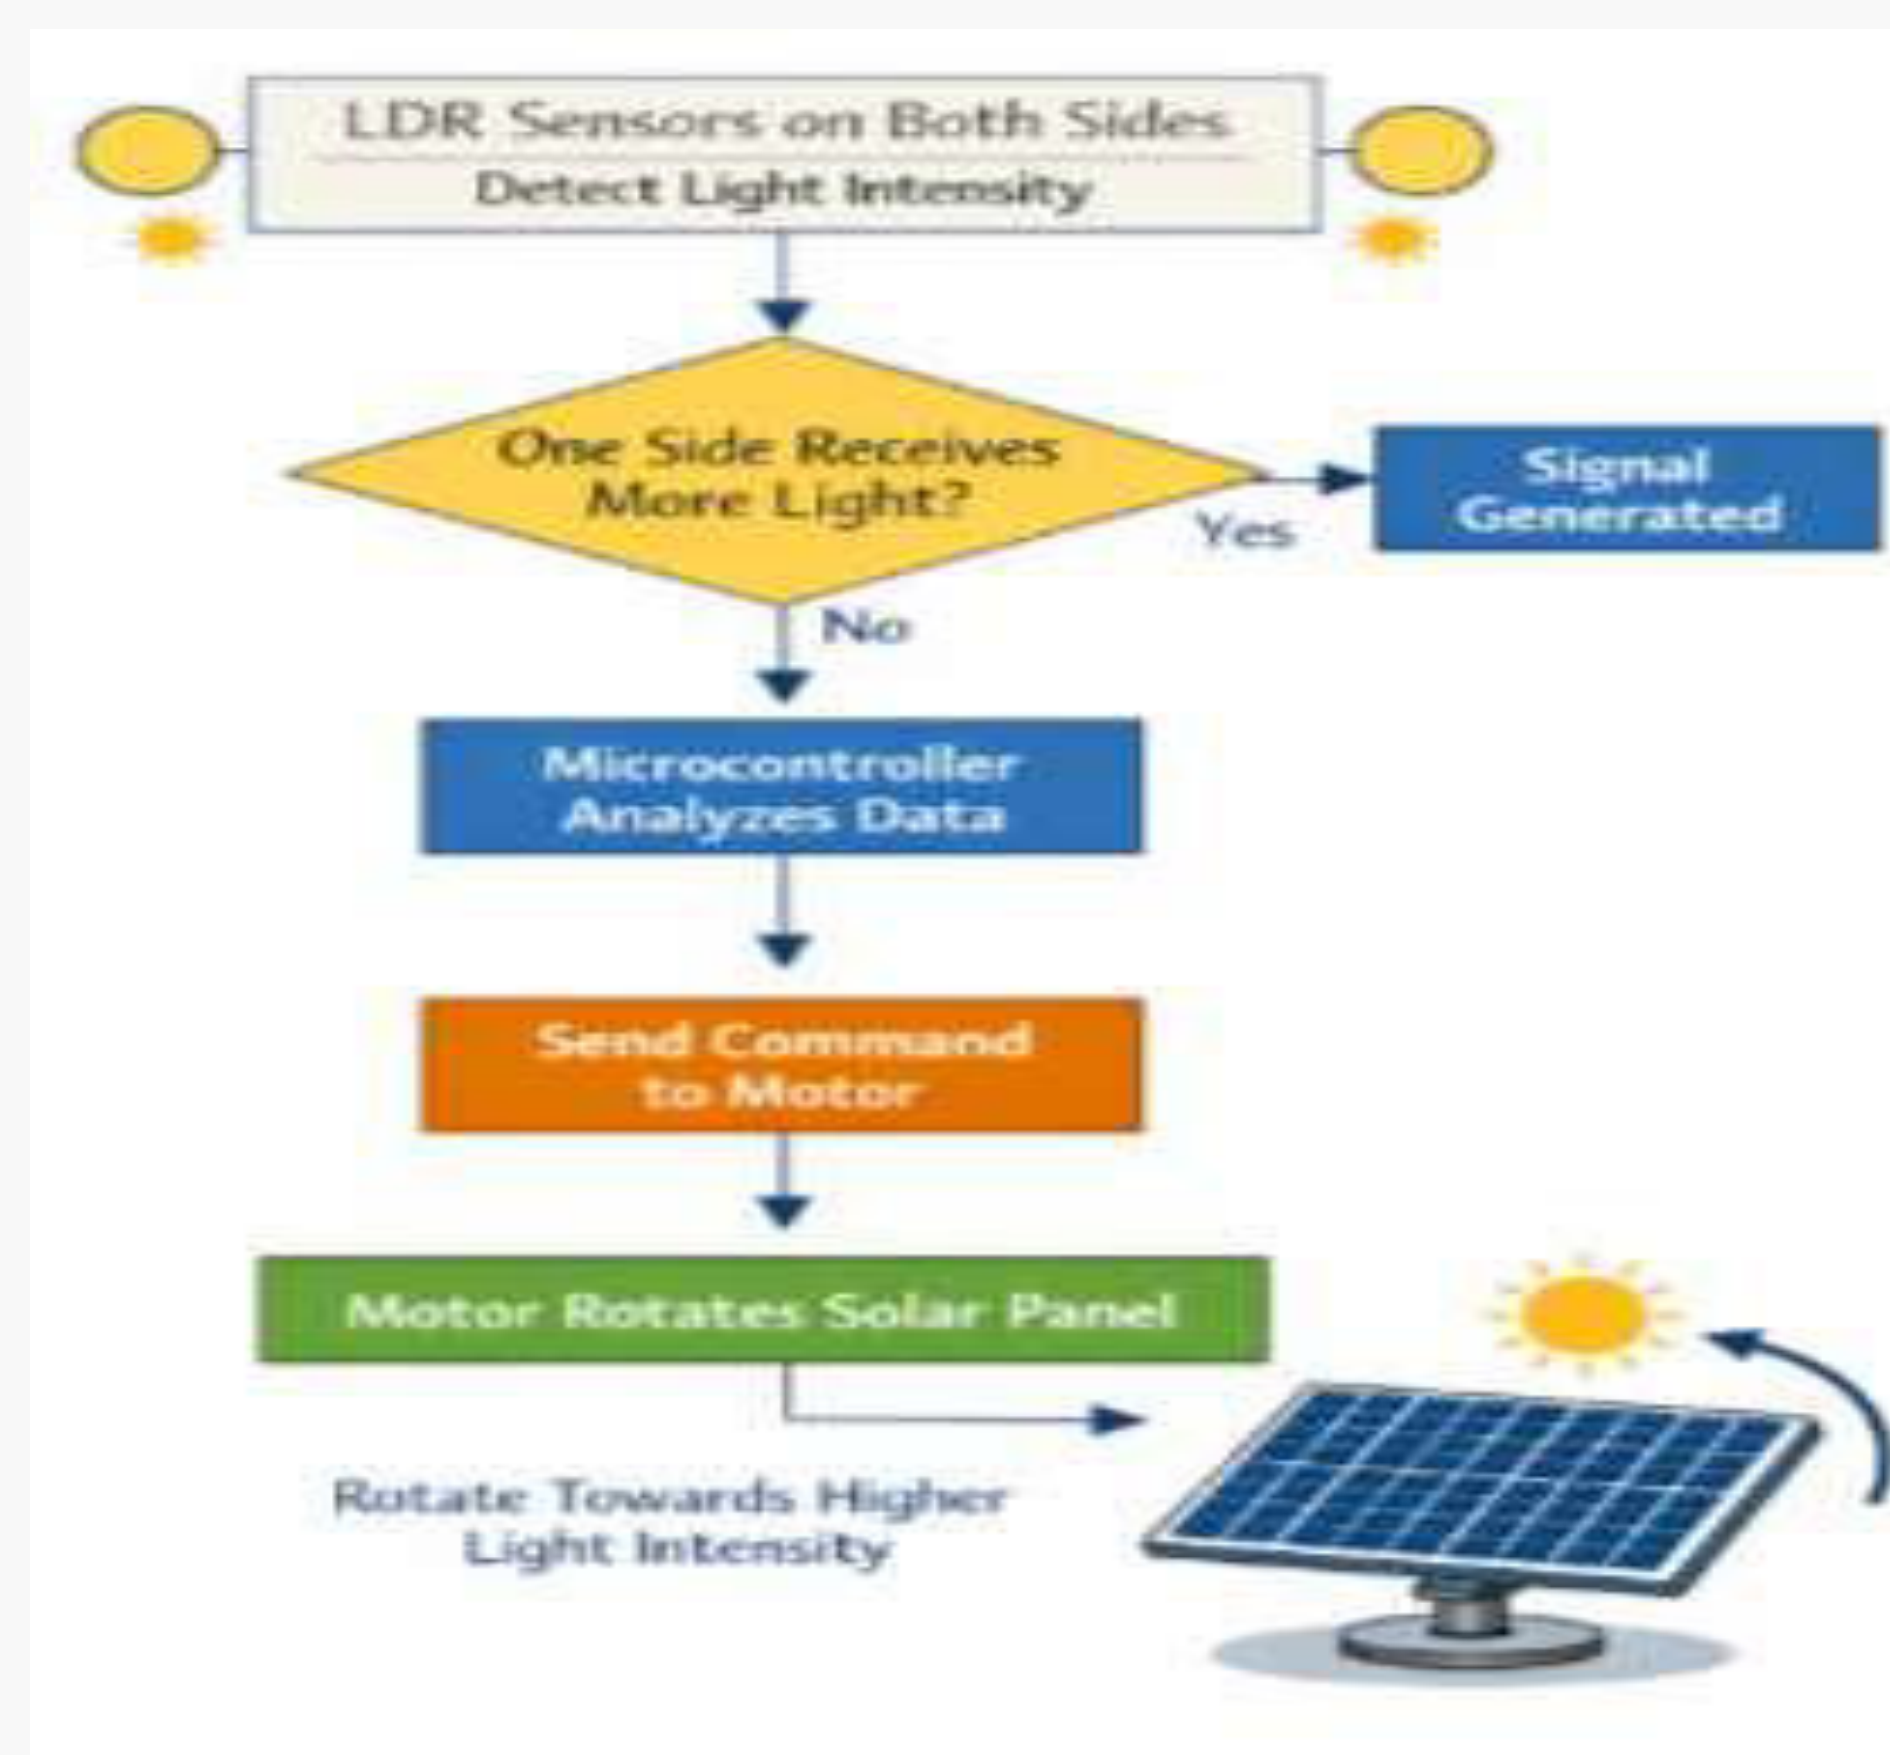 LDR Sensors on Both Sides
Detect Light Intensity
One Side Receives
More Light?
Yes
Signal
Generated
No
Microcontroller
Analyzes Data
Send Command
to Motor
Motor Rotates Solar Panel
Rotate Towards Higher
Light Intensity